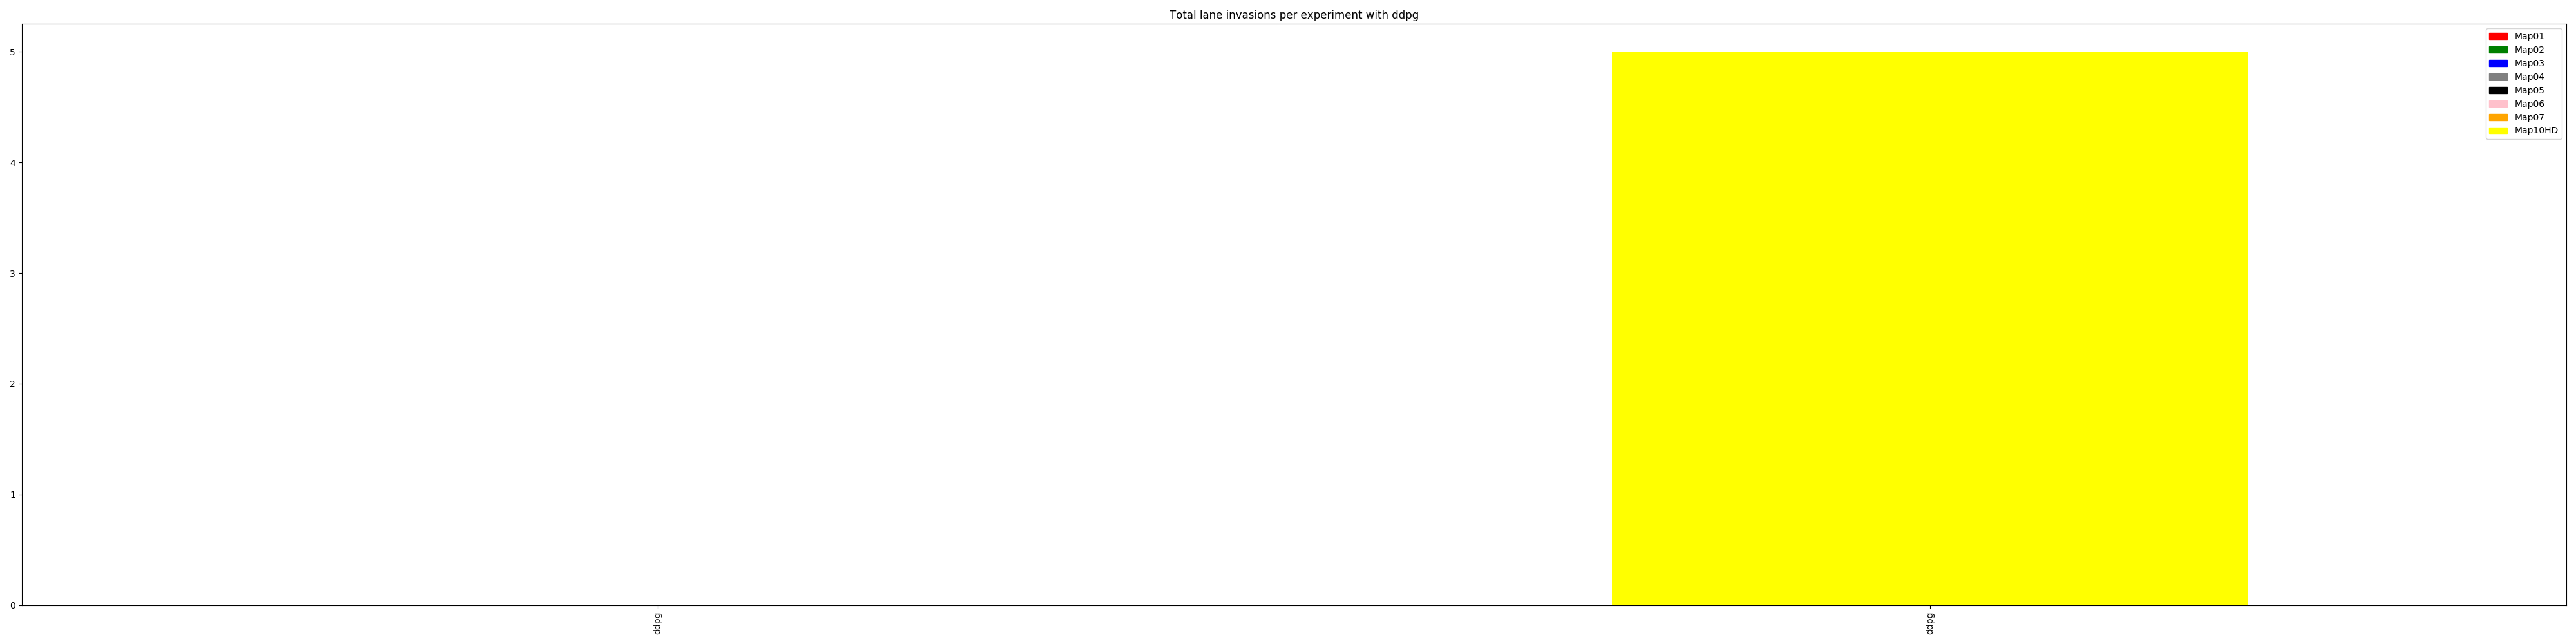 Total lane invasions per experiment with ddpg
5
4
3
2
1
0
Map01
Map02
Map03
Map04
Map05
Map06
Map07
Map10HD
ddpg
ddpg